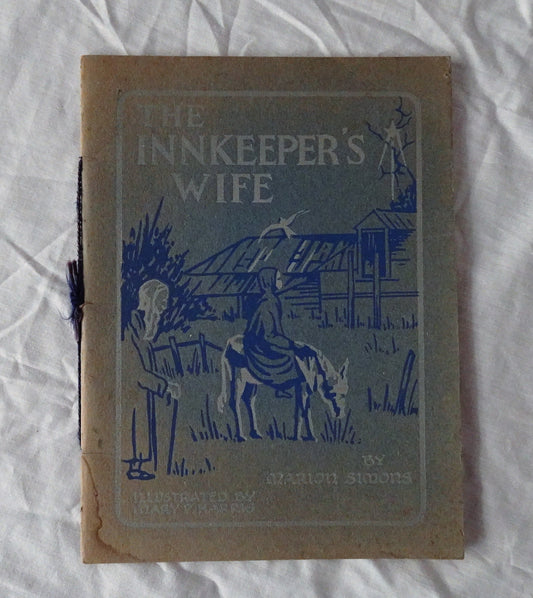 THE
INNKEEPER'S
WIFE
BY
MARION SIMONS
ILLUSTRATED BY
MARY P. HARRIS